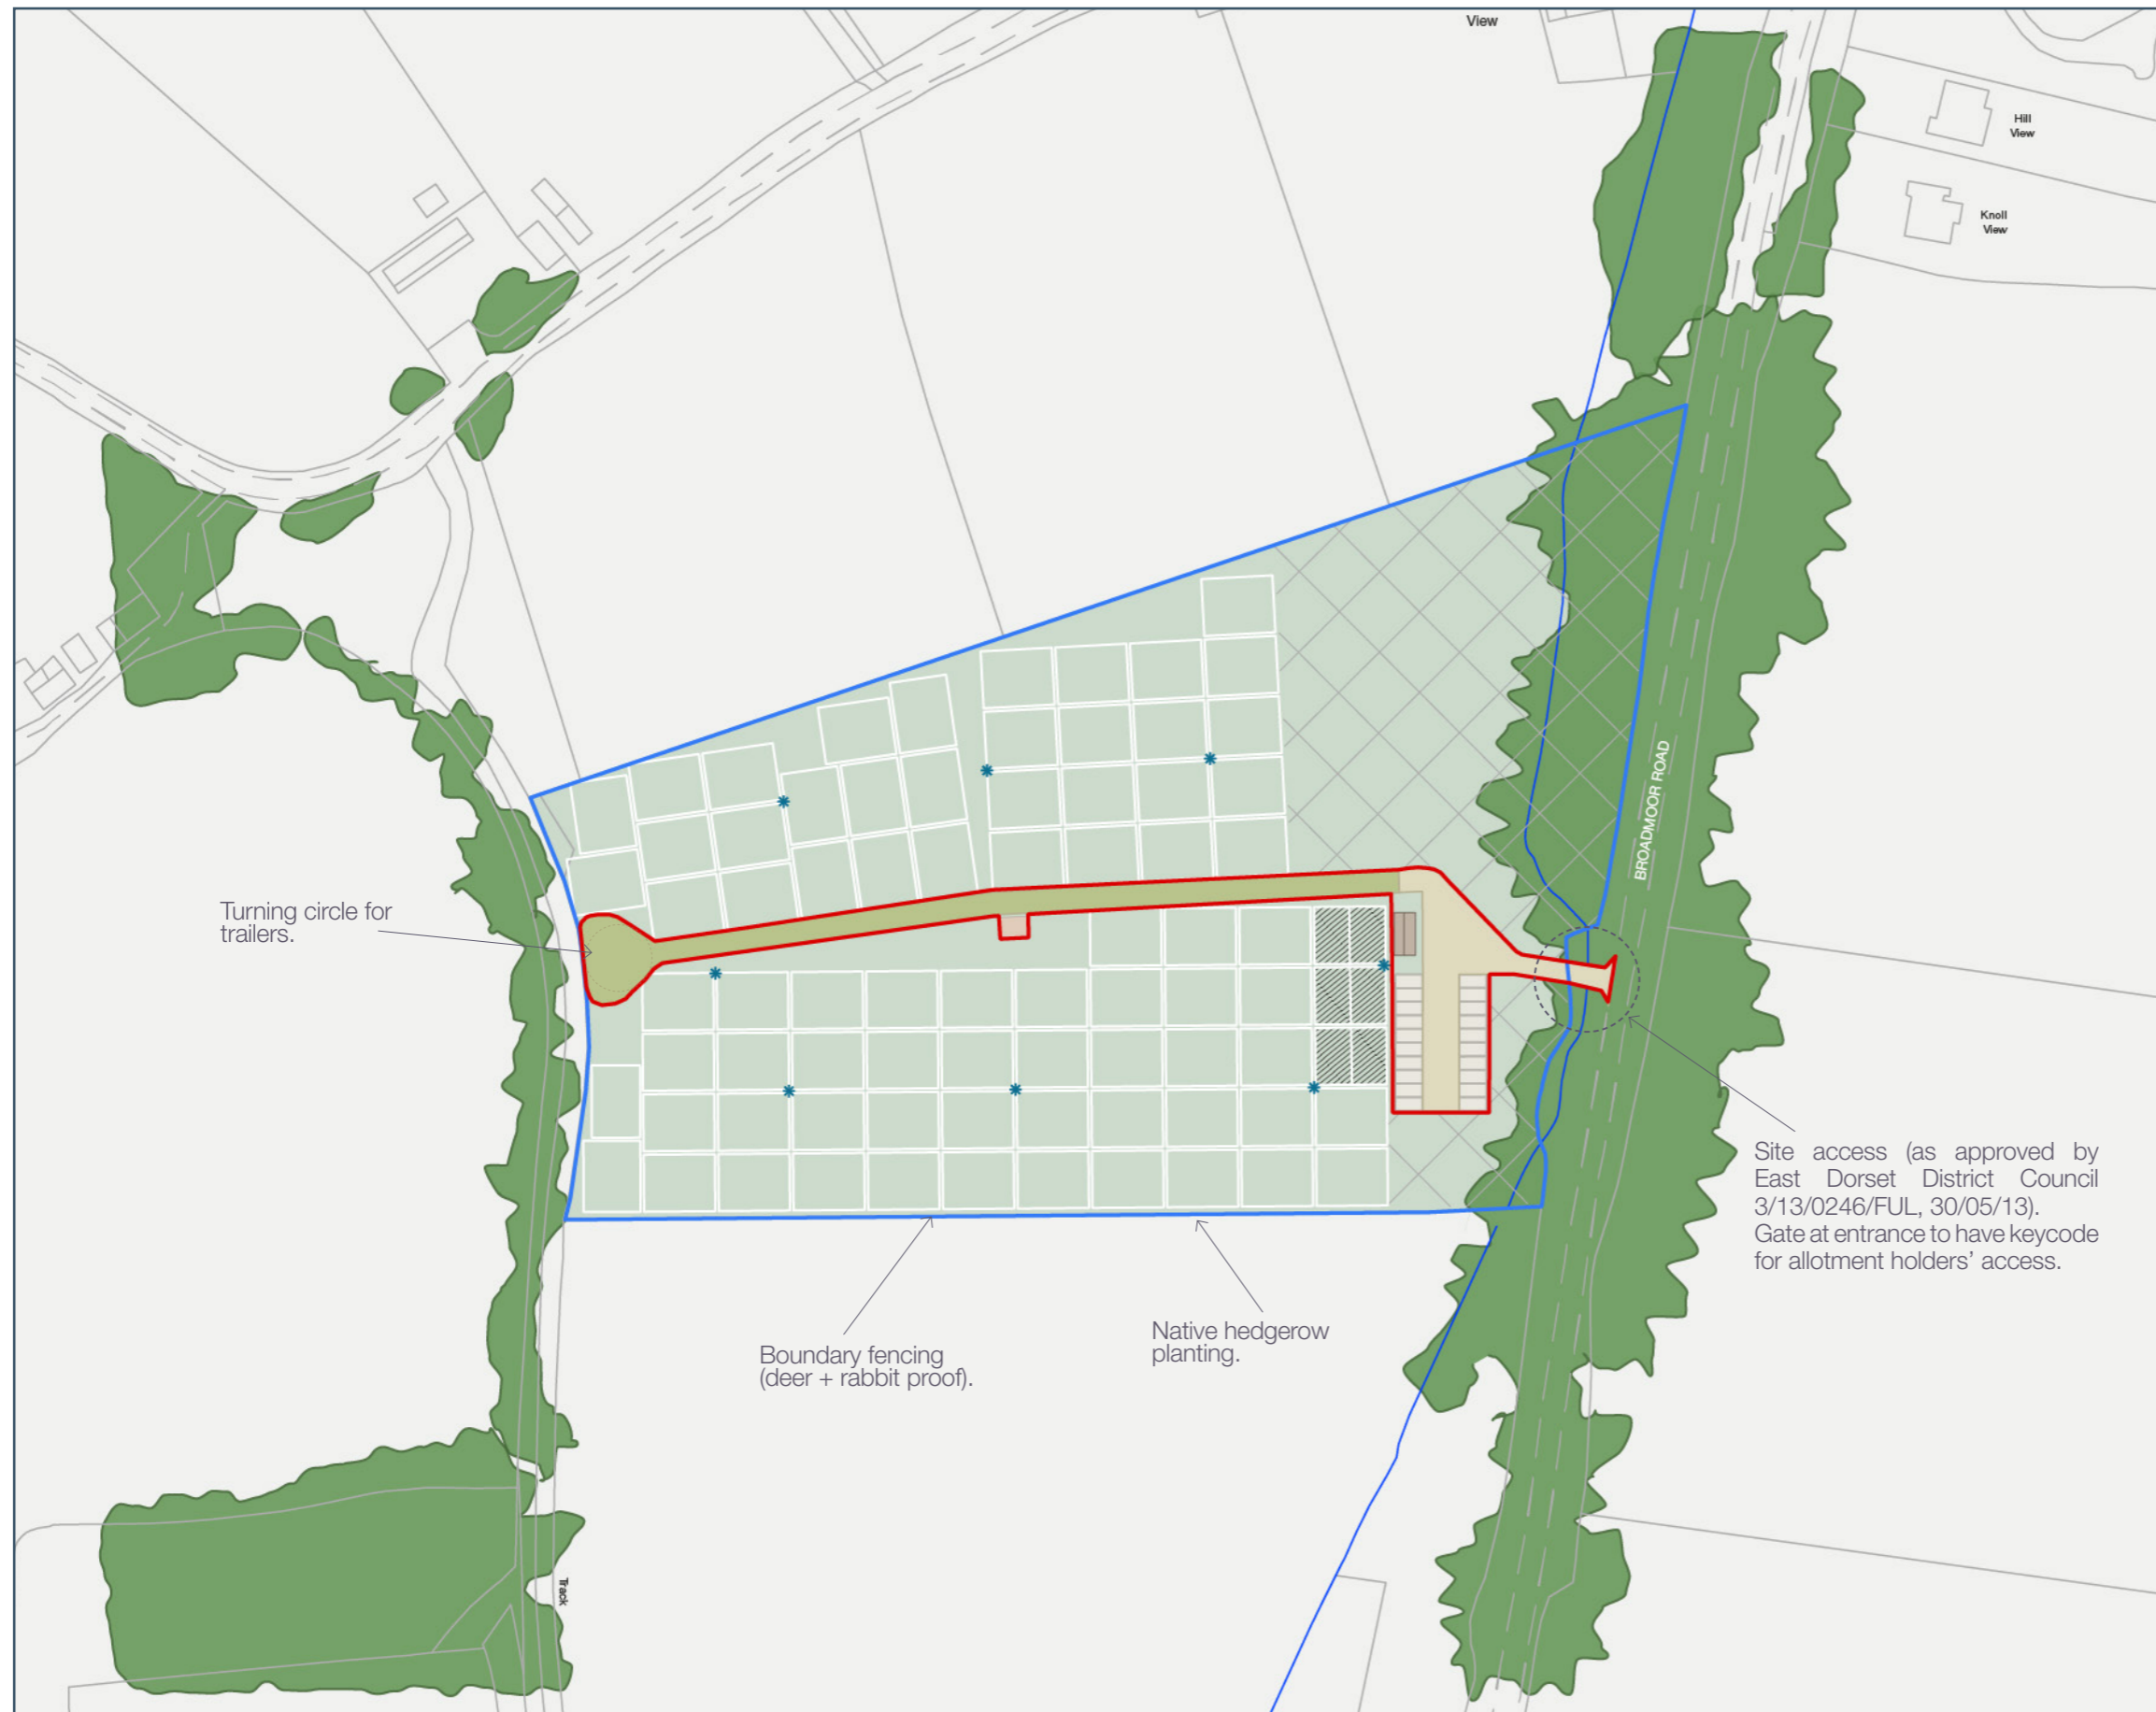 View
Hill
View
Knoll
View
BROADMOOR ROAD
Turning circle for
trailers.
Site access (as approved by
East Dorset District Council
3/13/0246/FUL, 30/05/13).
Gate at entrance to have keycode
for allotment holders’ access.
Native hedgerow
planting.
Boundary fencing
(deer + rabbit proof).
Track